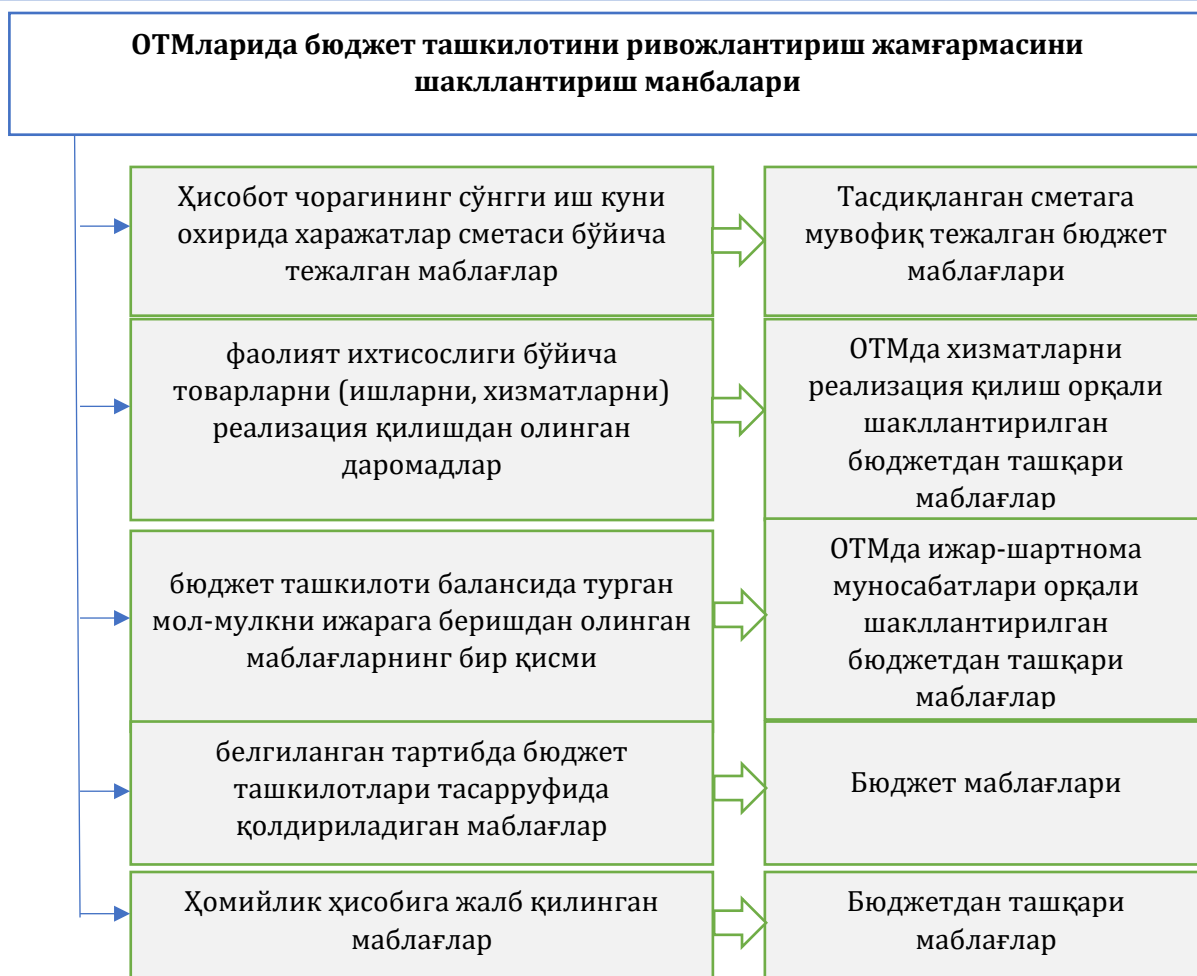 ОТМларида бюджет ташкилотини ривожлантириш жамғармасини
шакллантириш манбалари
Ҳисобот чорагининг сўнгги иш куни
охирида харажатлар сметаси бўйича
тежалган маблағлар
Тасдиқланган сметага
мувофиқ тежалган бюджет
маблағлари
фаолият ихтисослиги бўйича
товарларни (ишларни, хизматларни)
реализация қилишдан олинган
даромадлар
ОТМда хизматларни
реализация қилиш орқали
шакллантирилган
бюджетдан ташқари
маблағлар
бюджет ташкилоти балансида турган
мол-мулкни ижарага беришдан олинган
маблағларнинг бир қисми
ОТМда ижар-шартнома
муносабатлари орқали
шакллантирилган
бюджетдан ташқари
маблағлар
белгиланган тартибда бюджет
ташкилотлари тасарруфида
қолдириладиган маблағлар
Бюджет маблағлари
Ҳомийлик ҳисобига жалб қилинган
маблағлар
Бюджетдан ташқари
маблағлар